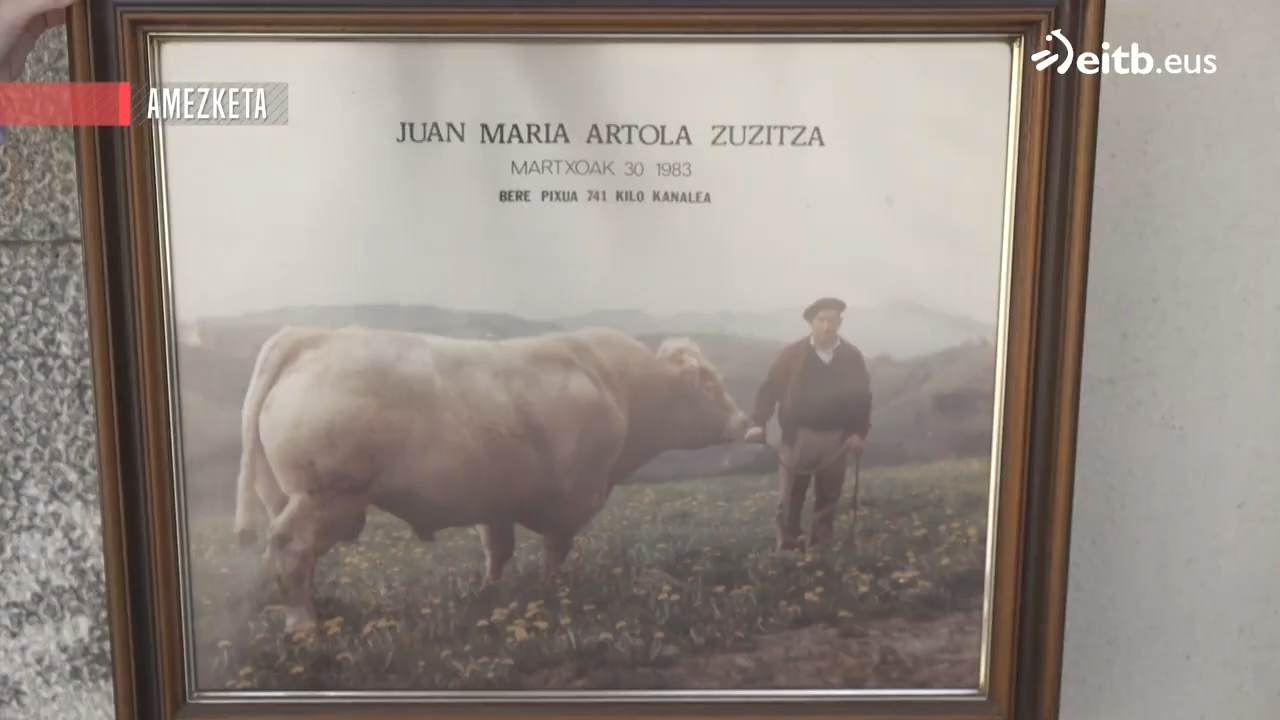 eitb.eus
AMEZKETA
JUAN MARIA ARTOLA ZUZITZA
MARTXOAK 30 1983
BERE PIXUA 741 KILO KANALEA